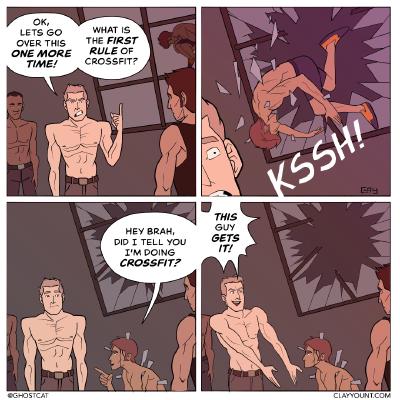 OK,
LETS GO
OVER THIS
ONE MORE
TIME!
WHAT IS
THE FIRST
RULE OF
CROSSFIT?
KSSH!
HEY BRAH,
DID I TELL YOU
I'M DOING
CROSSFIT?
THIS
GUY
GETS
IT!
@GHOSTCAT
CLAYYOUNT.COM